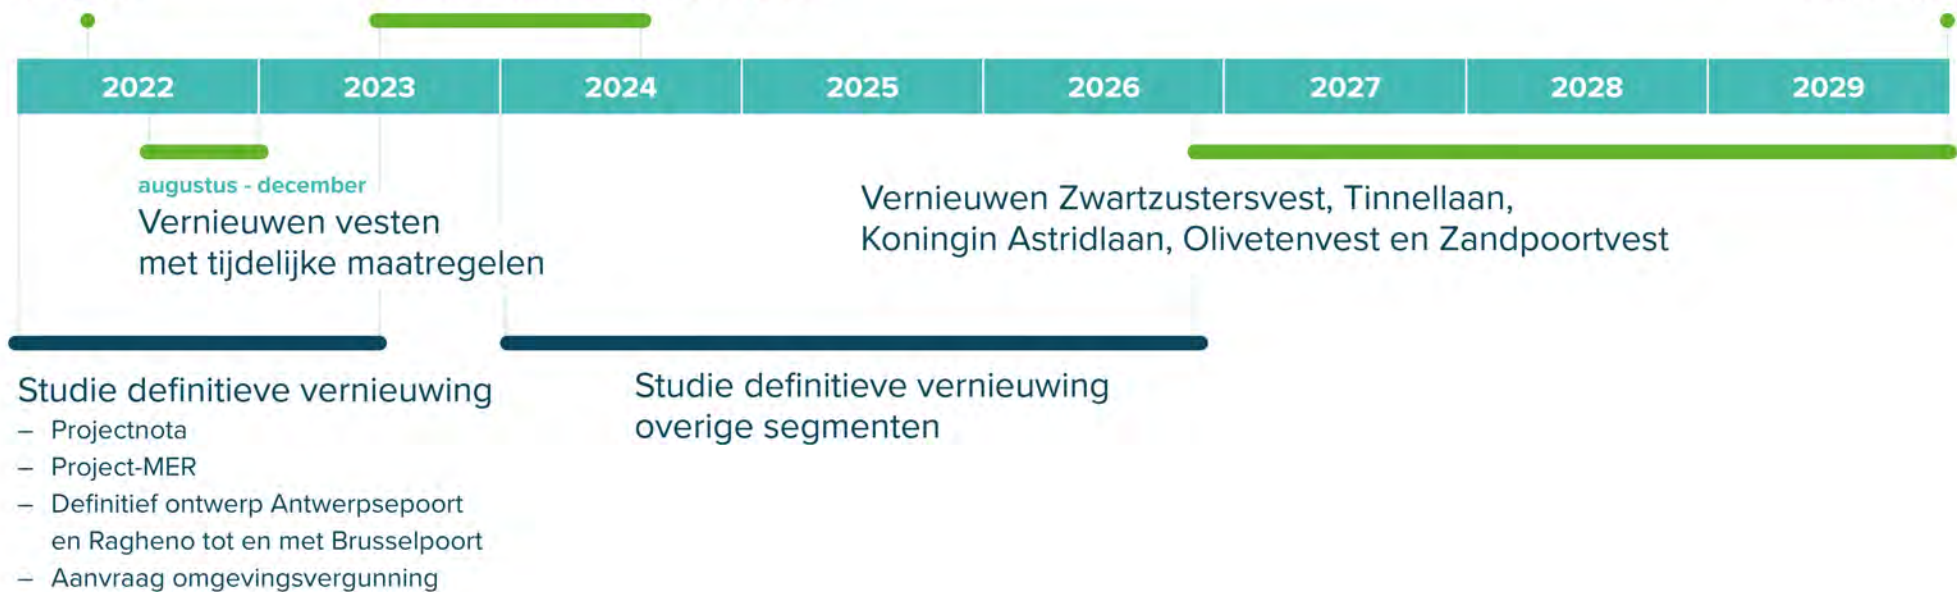 2022 2023 2024 2025 2026 2027 2028 2029
augustus - december
Vernieuwen vesten
met tijdelijke maatregelen
Vernieuwen Zwartzustersvest, Tinnellaan,
Koningin Astridlaan, Olivetenvest en Zandpoortvest
Studie definitieve vernieuwing
– Projectnota
– Project-MER
– Definitief ontwerp Antwerpsepoort
en Ragheno tot en met Brusselpoort
– Aanvraag omgevingsvergunning
Studie definitieve vernieuwing
overige segmenten